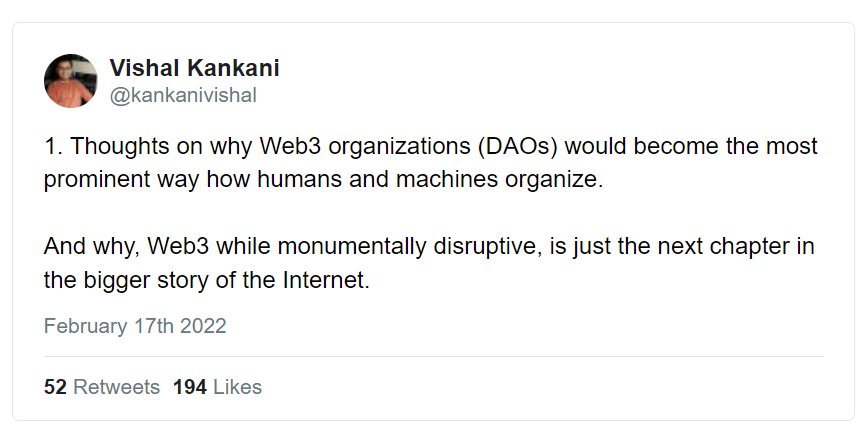 Vishal Kankani
@kankanivishal
1. Thoughts on why Web3 organizations (DAOs) would become the most
prominent way how humans and machines organize.
And why, Web3 while monumentally disruptive, is just the next chapter in
the bigger story of the Internet.
February 17th 2022
52 Retweets 194 Likes